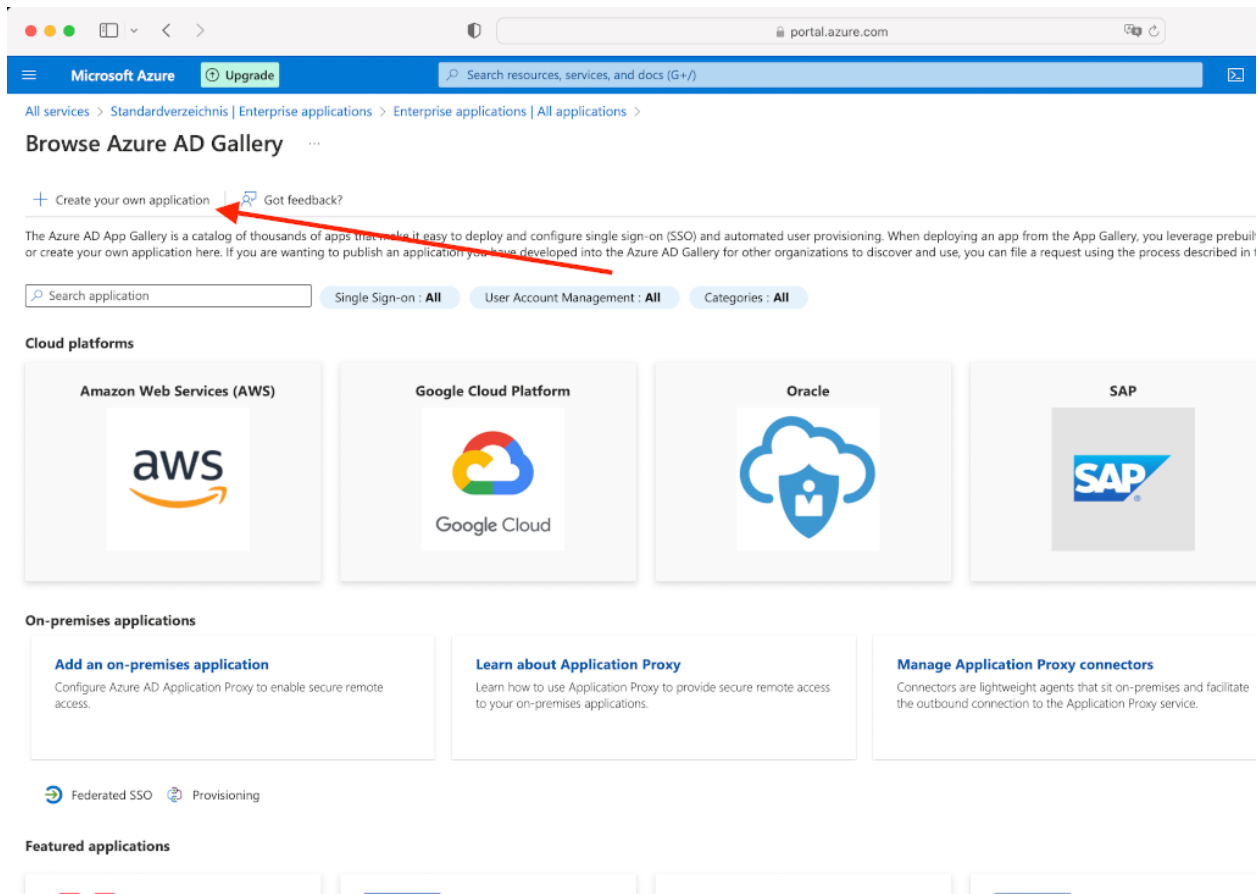 portal.azure.com
Microsoft Azure
Upgrade
Search resources, services, and docs (G+/)
All services > Standardverzeichnis | Enterprise applications > Enterprise applications | All applications >
Browse Azure AD Gallery ...
+ Create your own application
Got feedback?
The Azure AD App Gallery is a catalog of thousands of apps that make it easy to deploy and configure single sign-on (SSO) and automated user provisioning. When deploying an app from the App Gallery, you leverage prebuilt
or create your own application here. If you are wanting to publish an application you have developed into the Azure AD Gallery for other organizations to discover and use, you can file a request using the process described in
Search application
Single Sign-on : All
User Account Management : All
Categories : All
Cloud platforms
Amazon Web Services (AWS)
Google Cloud Platform
Oracle
SAP
aws
Google Cloud
SAP
On-premises applications
Add an on-premises application
Configure Azure AD Application Proxy to enable secure remote
access.
Learn about Application Proxy
Learn how to use Application Proxy to provide secure remote access
to your on-premises applications.
Manage Application Proxy connectors
Connectors are lightweight agents that sit on-premises and facilitate
the outbound connection to the Application Proxy service.
Federated SSO
Provisioning
Featured applications